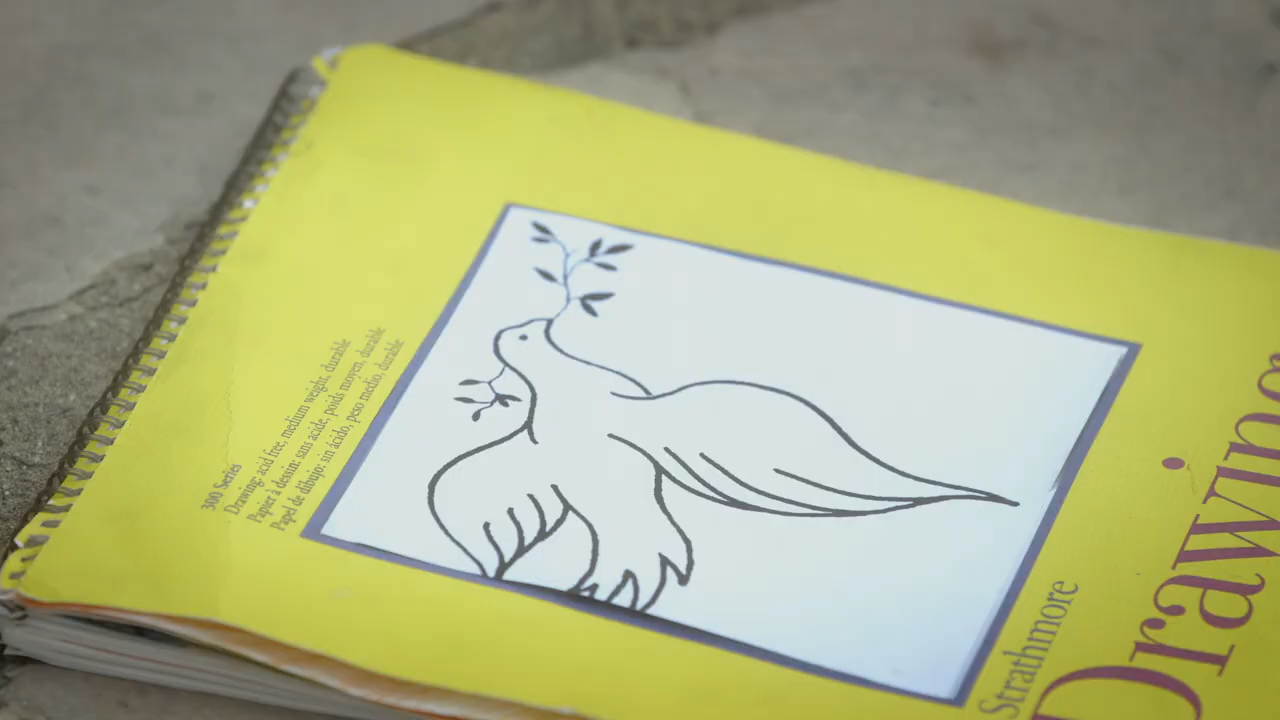 300 Series
Drawing: acid free, medium weight, durable
Papier à dessin: sans acide, poids moyen, durable
Papel de dibujo: sin ácido, peso medio, durable
Strathmore
Drawing